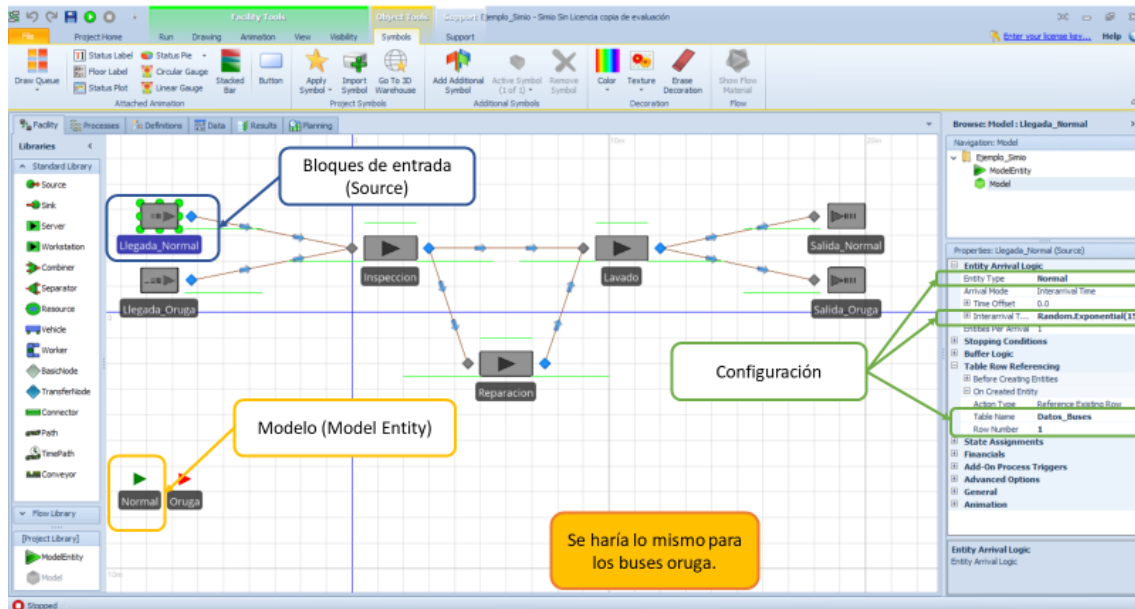 Facility Tools
Object Tools
Support
Ejemplo_Simio - Simio Sin Licencia copia de evaluación
File
Project Home
Run
Drawing
Animation
View
Visibility
Symbols
Support
Enter your license key...
Help
Draw Queue
Status Label
Floor Label
Status Plot
Status Pie
Circular Gauge
Linear Gauge
Stacked Bar
Button
Attached Animation
Apply Symbol
Import Symbol
Go To 3D Warehouse
Project Symbols
Add Additional Symbol
Active Symbol (1 of 1)
Remove Symbol
Additional Symbols
Color
Texture
Erase Decoration
Decoration
Show Flow Material
Flow
Facility
Processes
Definitions
Data
Results
Planning
Libraries
Standard Library
Source
Sink
Server
Workstation
Combiner
Separator
Resource
Vehicle
Worker
BasicNode
TransferNode
Connector
Path
TimePath
Conveyor
Flow Library
[Project Library]
ModelEntity
Model
Stopped
0
10m
20m
0
10m
Bloques de entrada
(Source)
Llegada_Normal
Llegada_Oruga
Inspeccion
Reparacion
Lavado
Salida_Normal
Salida_Oruga
Configuración
Modelo (Model Entity)
Normal
Oruga
Se haría lo mismo para
los buses oruga.
Browse: Model : Llegada_Normal
Navigation: Model
Ejemplo_Simio
ModelEntity
Model
Properties: Llegada_Normal (Source)
Entity Arrival Logic
Entity Type Normal
Arrival Mode Interarrival Time
Time Offset 0.0
Interarrival T... Random.Exponential(15
Entities Per Arrival 1
Stopping Conditions
Buffer Logic
Table Row Referencing
Before Creating Entities
On Created Entity
Action Type Reference Existing Row
Table Name Datos_Buses
Row Number 1
State Assignments
Financials
Add-On Process Triggers
Advanced Options
General
Animation
Entity Arrival Logic
Entity Arrival Logic